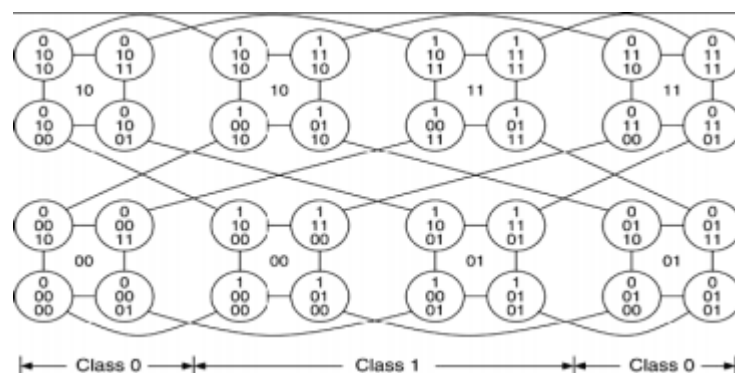 0 0 1 1 1 1 0 0
10 10 10 11 10 11 11 11
10 11 10 10 11 11 10 11
10 10 11 11
0 0 1 1 1 1 0 0
10 10 00 01 00 01 11 11
00 01 10 10 11 11 00 01
0 0 1 1 1 1 0 0
00 00 10 11 10 11 01 01
10 11 00 00 01 01 10 11
00 00 01 01
0 0 1 1 1 1 0 0
00 00 00 01 00 01 01 01
00 01 00 00 01 01 00 01
Class 0 Class 1 Class 0